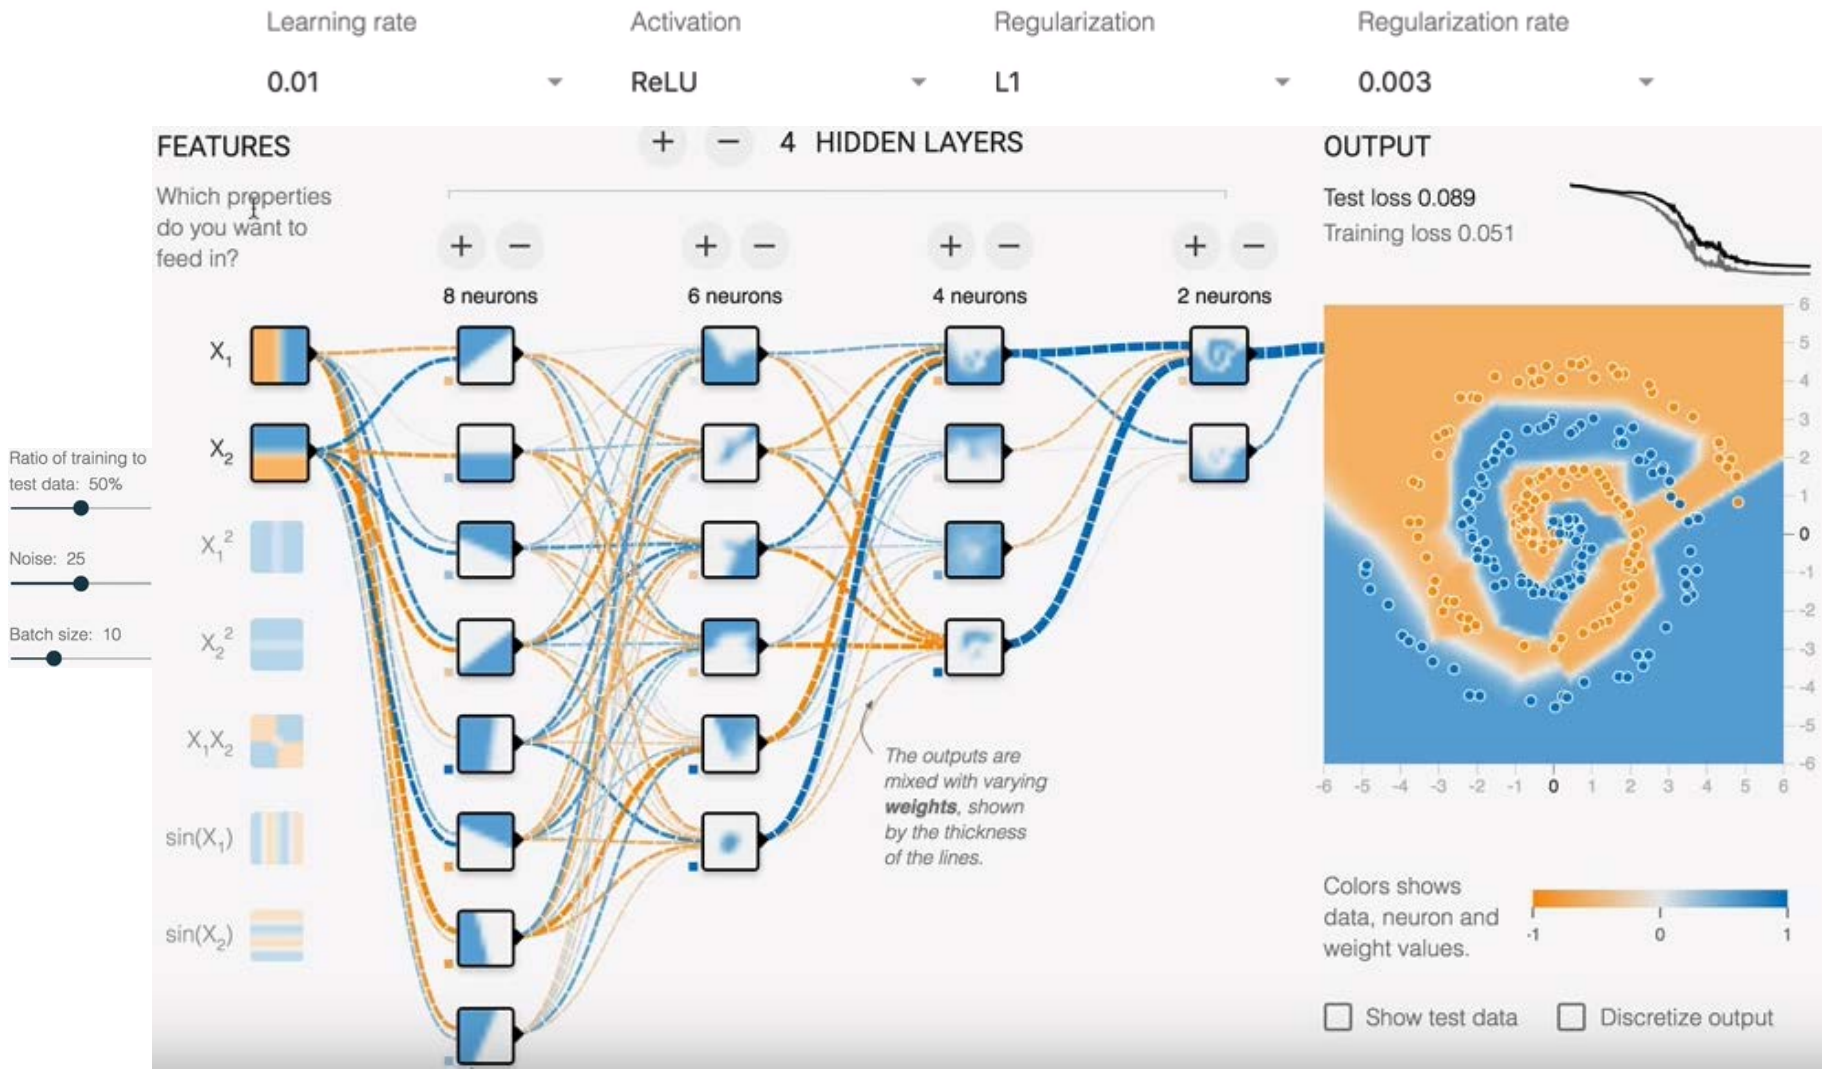 Learning rate
Activation
Regularization
Regularization rate
0.01
ReLU
L1
0.003
FEATURES
Which properties
do you want to
feed in?
+ − 4 HIDDEN LAYERS
+ −
+ −
+ −
+ −
8 neurons
6 neurons
4 neurons
2 neurons
X1
X2
X1²
X2²
X1X2
sin(X1)
sin(X2)
Ratio of training to
test data: 50%
Noise: 25
Batch size: 10
The outputs are
mixed with varying
weights, shown
by the thickness
of the lines.
OUTPUT
Test loss 0.089
Training loss 0.051
6
5
4
3
2
1
0
-1
-2
-3
-4
-5
-6
-6 -5 -4 -3 -2 -1 0 1 2 3 4 5 6
Colors shows
data, neuron and
weight values.
-1 0 1
Show test data
Discretize output